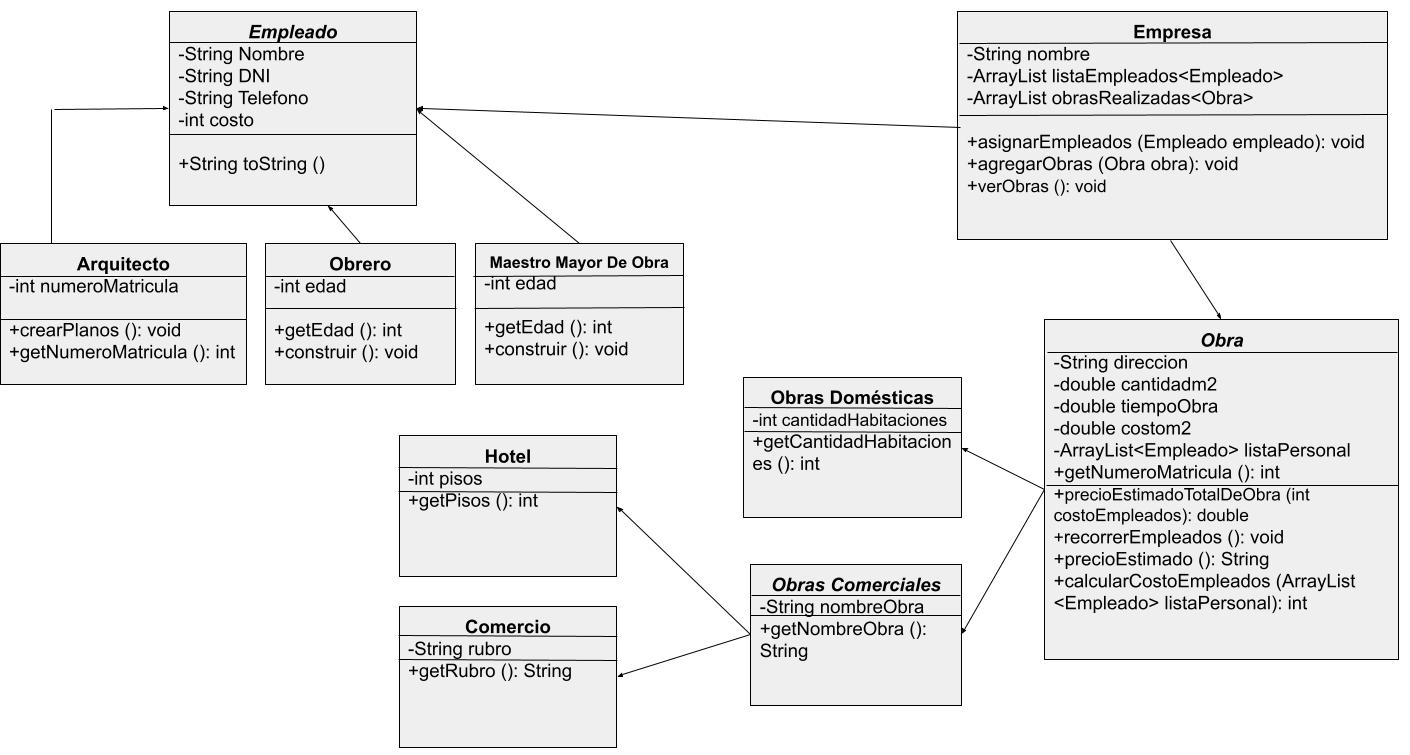 Empleado
-String Nombre
-String DNI
-String Telefono
-int costo
+String toString ()
Empresa
-String nombre
-ArrayList listaEmpleados<Empleado>
-ArrayList obrasRealizadas<Obra>
+asignarEmpleados (Empleado empleado): void
+agregarObras (Obra obra): void
+verObras (): void
Arquitecto
-int numeroMatricula
+crearPlanos (): void
+getNumeroMatricula (): int
Obrero
-int edad
+getEdad (): int
+construir (): void
Maestro Mayor De Obra
-int edad
+getEdad (): int
+construir (): void
Obra
-String direccion
-double cantidadm2
-double tiempoObra
-double costom2
-ArrayList<Empleado> listaPersonal
+getNumeroMatricula (): int
+precioEstimadoTotalDeObra (int
costoEmpleados): double
+recorrerEmpleados (): void
+precioEstimado (): String
+calcularCostoEmpleados (ArrayList
<Empleado> listaPersonal): int
Obras Domésticas
-int cantidadHabitaciones
+getCantidadHabitacion
es (): int
Hotel
-int pisos
+getPisos (): int
Obras Comerciales
-String nombreObra
+getNombreObra ():
String
Comercio
-String rubro
+getRubro (): String